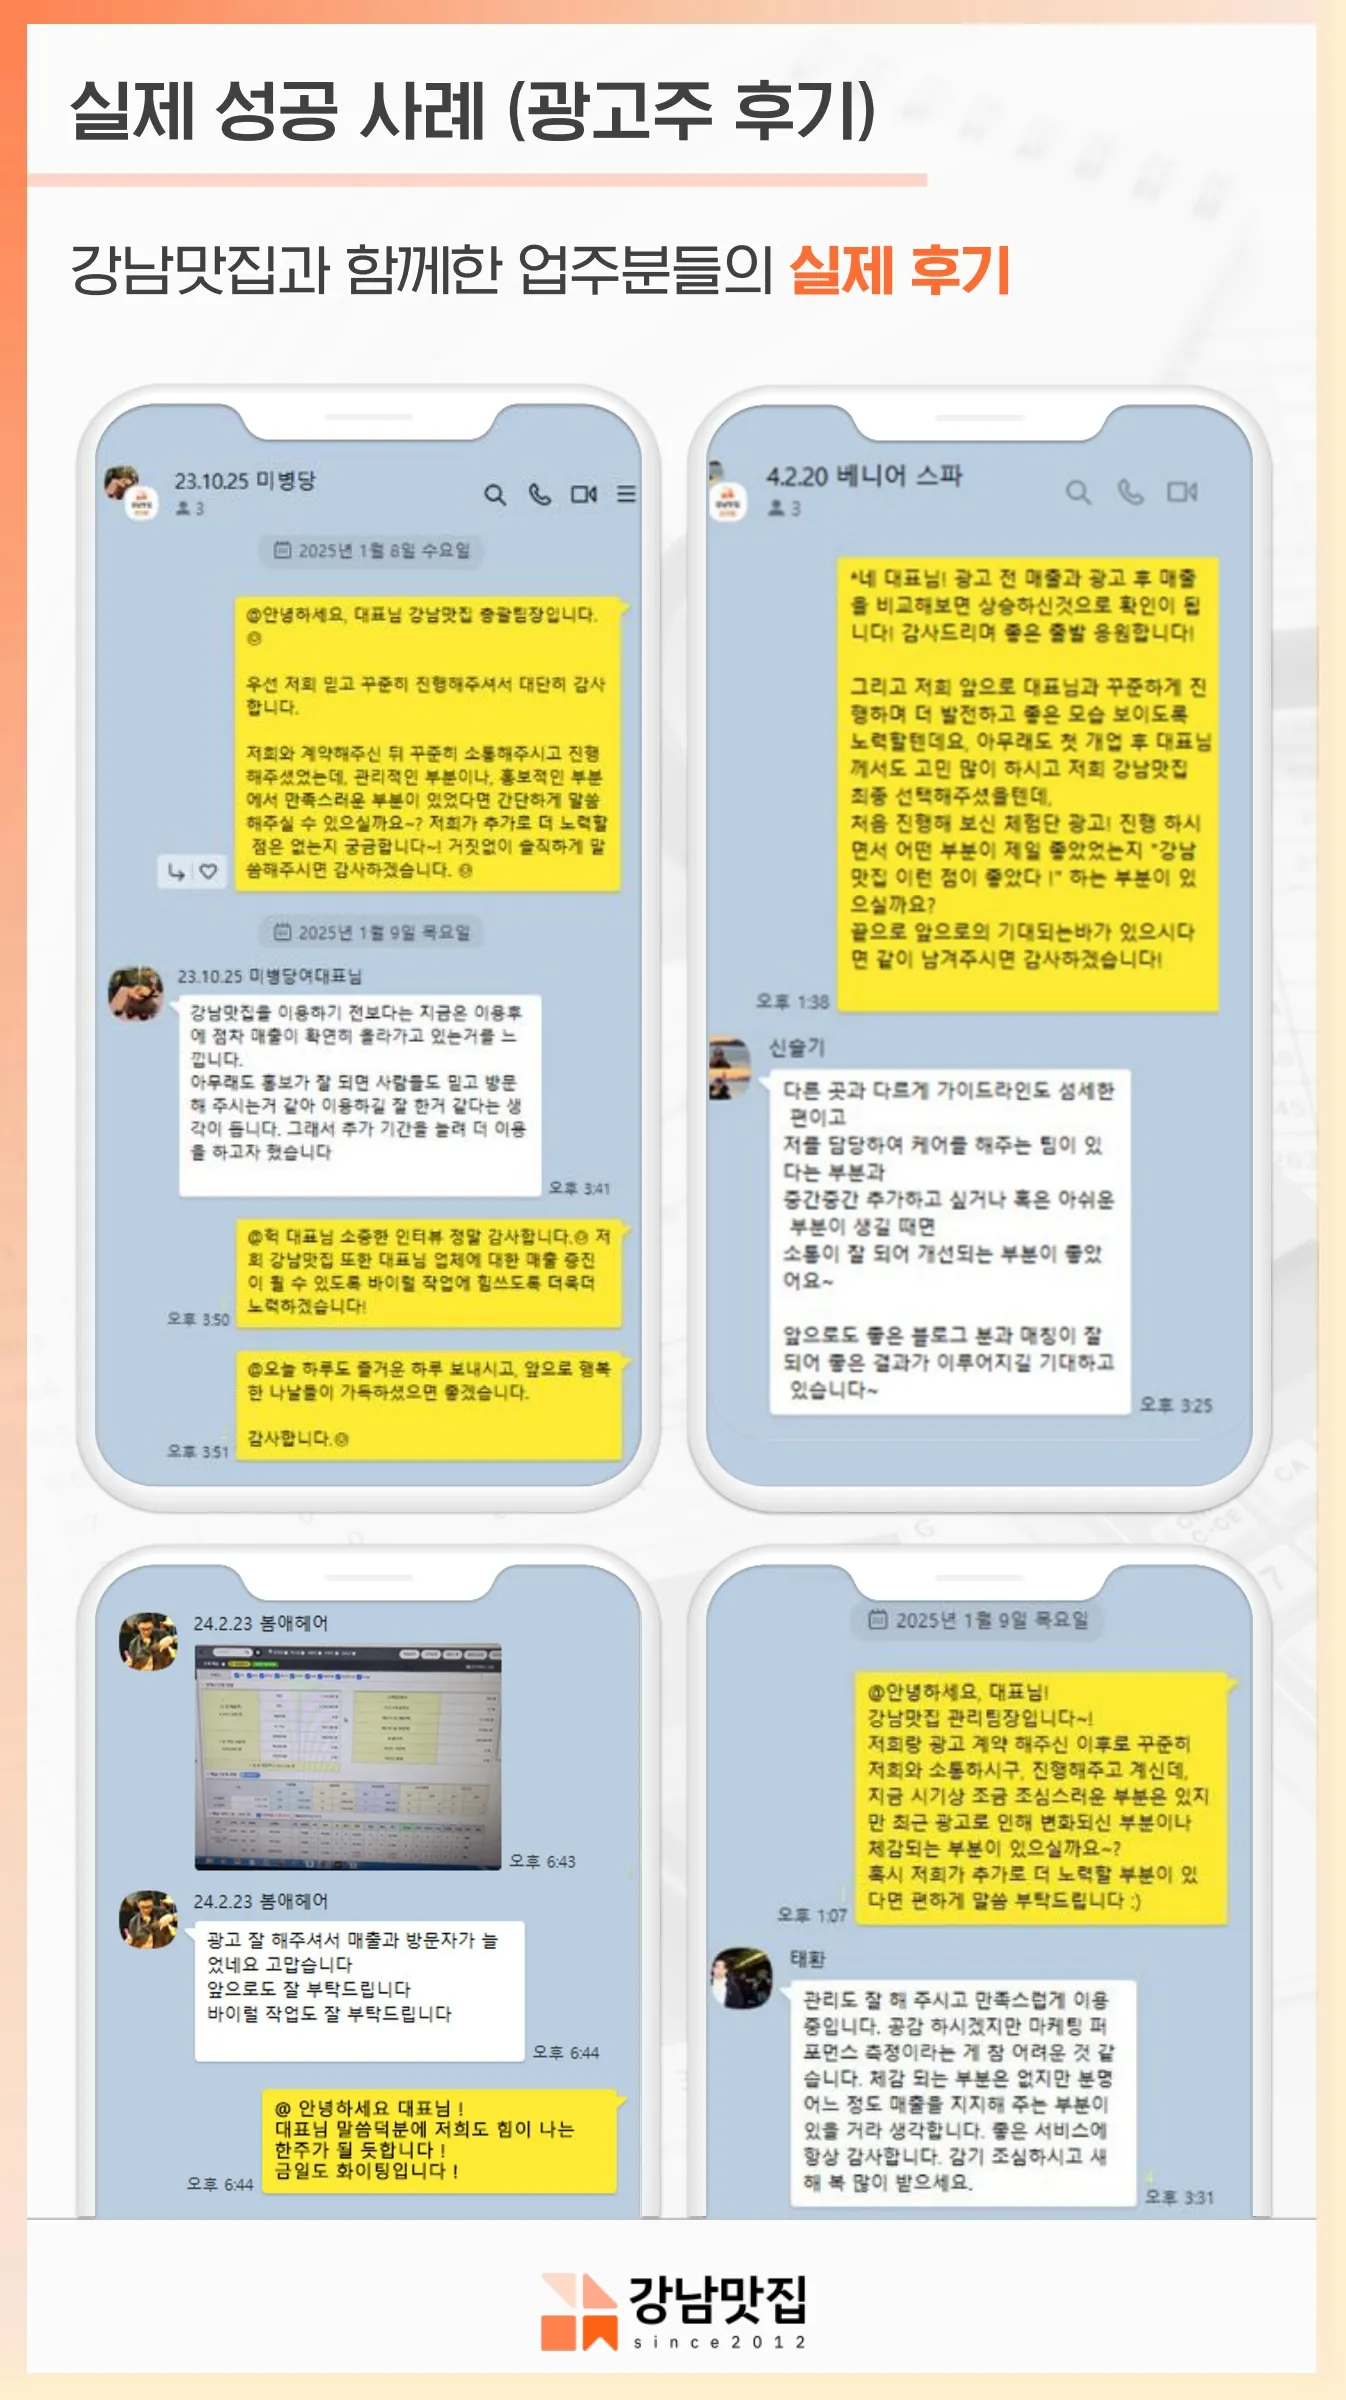 실제 성공 사례 (광고주 후기)
강남맛집과 함께한 업주분들의 실제 후기
23.10.25 미병당
3
2025년 1월 8일 수요일
@안녕하세요, 대표님 강남맛집 총괄팀장입니다.
우선 저희 믿고 꾸준히 진행해주셔서 대단히 감사
합니다.
저희와 계약해주신 뒤 꾸준히 소통해주시고 진행
해주셨었는데, 관리적인 부분이나, 홍보적인 부분
에서 만족스러운 부분이 있었다면 간단하게 말씀
해주실 수 있으실까요~? 저희가 추가로 더 노력할
점은 없는지 궁금합니다~! 거짓없이 솔직하게 말
씀해주시면 감사하겠습니다.
2025년 1월 9일 목요일
23.10.25 미병당여대표님
강남맛집을 이용하기 전보다는 지금은 이용후
에 점차 매출이 확연히 올라가고 있는거를 느
낍니다.
아무래도 홍보가 잘 되면 사람들도 믿고 방문
해 주시는거 같아 이용하길 잘 한거 같다는 생
각이 듭니다. 그래서 추가 기간을 늘려 더 이용
을 하고자 했습니다
오후 3:41
@헉 대표님 소중한 인터뷰 정말 감사합니다. 저
희 강남맛집 또한 대표님 업체에 대한 매출 증진
이 될 수 있도록 바이럴 작업에 힘쓰도록 더욱더
노력하겠습니다!
오후 3:50
@오늘 하루도 즐거운 하루 보내시고, 앞으로 행복
한 나날들이 가득하셨으면 좋겠습니다.
감사합니다.
오후 3:51
4.2.20 베니어 스파
3
*네 대표님! 광고 전 매출과 광고 후 매출
을 비교해보면 상승하신것으로 확인이 됩
니다! 감사드리며 좋은 출발 응원합니다!
그리고 저희 앞으로 대표님과 꾸준하게 진
행하며 더 발전하고 좋은 모습 보이도록
노력할텐데요, 아무래도 첫 개업 후 대표님
께서도 고민 많이 하시고 저희 강남맛집
최종 선택해주셨을텐데,
처음 진행해 보신 체험단 광고! 진행 하시
면서 어떤 부분이 제일 좋았었는지 "강남
맛집 이런 점이 좋았다 !" 하는 부분이 있
으실까요?
끝으로 앞으로의 기대되는바가 있으시다
면 같이 남겨주시면 감사하겠습니다!
오후 1:38
신슬기
다른 곳과 다르게 가이드라인도 섬세한
편이고
저를 담당하여 케어를 해주는 팀이 있
다는 부분과
중간중간 추가하고 싶거나 혹은 아쉬운
부분이 생길 때면
소통이 잘 되어 개선되는 부분이 좋았
어요~
앞으로도 좋은 블로그 분과 매칭이 잘
되어 좋은 결과가 이루어지길 기대하고
있습니다~
오후 3:25
24.2.23 봄애헤어
오후 6:43
24.2.23 봄애헤어
광고 잘 해주셔서 매출과 방문자가 늘
었네요 고맙습니다
앞으로도 잘 부탁드립니다
바이럴 작업도 잘 부탁드립니다
오후 6:44
@ 안녕하세요 대표님 !
대표님 말씀덕분에 저희도 힘이 나는
한주가 될 듯합니다 !
금일도 화이팅입니다 !
오후 6:44
2025년 1월 9일 목요일
@안녕하세요, 대표님!
강남맛집 관리팀장입니다~!
저희랑 광고 계약 해주신 이후로 꾸준히
저희와 소통하시구, 진행해주고 계신데,
지금 시기상 조금 조심스러운 부분은 있지
만 최근 광고로 인해 변화되신 부분이나
체감되는 부분이 있으실까요~?
혹시 저희가 추가로 더 노력할 부분이 있
다면 편하게 말씀 부탁드립니다 :)
오후 1:07
태환
관리도 잘 해 주시고 만족스럽게 이용
중입니다. 공감 하시겠지만 마케팅 퍼
포먼스 측정이라는 게 참 어려운 것 같
습니다. 체감 되는 부분은 없지만 분명
어느 정도 매출을 지지해 주는 부분이
있을 거라 생각합니다. 좋은 서비스에
항상 감사합니다. 감기 조심하시고 새
해 복 많이 받으세요.
오후 3:31
강남맛집
since2012